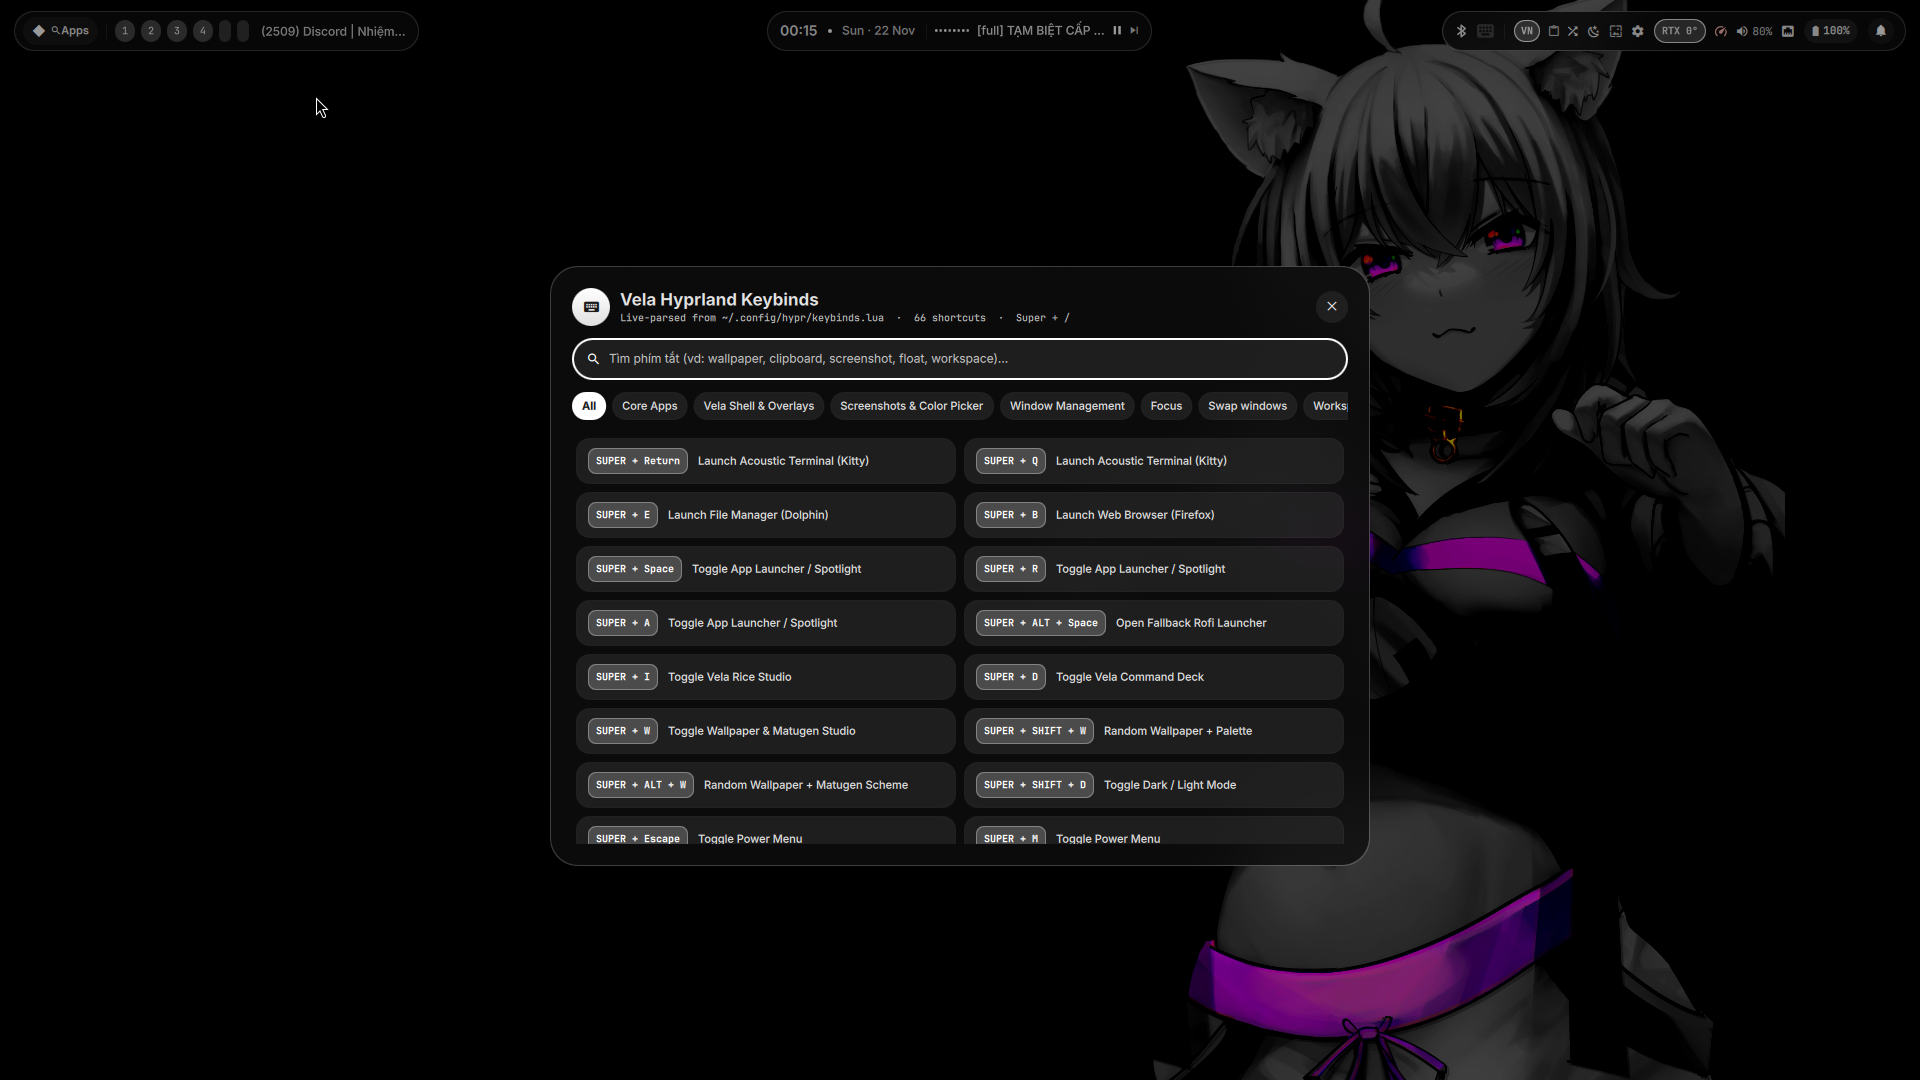 Apps 1 2 3 4 (2509) Discord | Nhiệm...
00:15 • Sun · 22 Nov [full] TẠM BIỆT CẤP ...
VN RTX 0° 80% 100%
Vela Hyprland Keybinds
Live-parsed from ~/.config/hypr/keybinds.lua · 66 shortcuts · Super + /
Tìm phím tắt (vd: wallpaper, clipboard, screenshot, float, workspace)...
All Core Apps Vela Shell & Overlays Screenshots & Color Picker Window Management Focus Swap windows Works
SUPER + Return Launch Acoustic Terminal (Kitty)
SUPER + Q Launch Acoustic Terminal (Kitty)
SUPER + E Launch File Manager (Dolphin)
SUPER + B Launch Web Browser (Firefox)
SUPER + Space Toggle App Launcher / Spotlight
SUPER + R Toggle App Launcher / Spotlight
SUPER + A Toggle App Launcher / Spotlight
SUPER + ALT + Space Open Fallback Rofi Launcher
SUPER + I Toggle Vela Rice Studio
SUPER + D Toggle Vela Command Deck
SUPER + W Toggle Wallpaper & Matugen Studio
SUPER + SHIFT + W Random Wallpaper + Palette
SUPER + ALT + W Random Wallpaper + Matugen Scheme
SUPER + SHIFT + D Toggle Dark / Light Mode
SUPER + Escape Toggle Power Menu
SUPER + M Toggle Power Menu